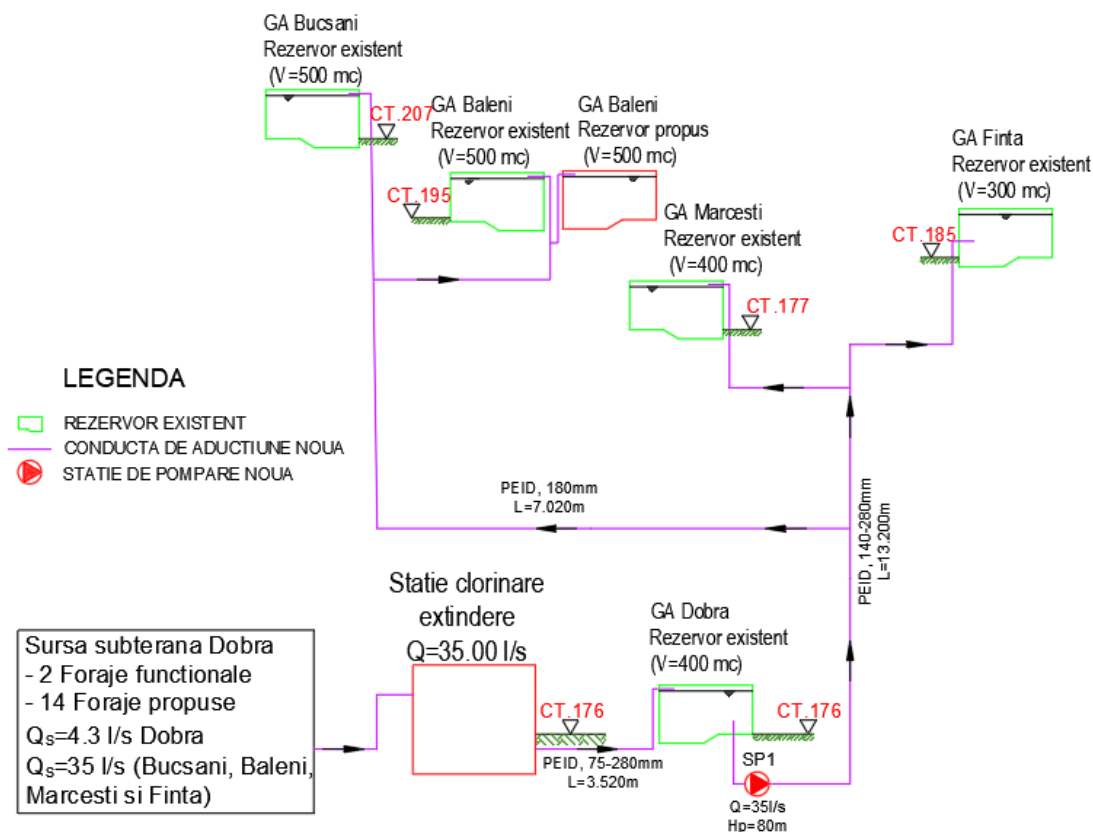 GA Bucsani
Rezervor existent
(V=500 mc)
CT.207
GA Baleni
Rezervor existent
(V=500 mc)
GA Baleni
Rezervor propus
(V=500 mc)
CT.195
GA Marcesti
Rezervor existent
(V=400 mc)
CT.177
GA Finta
Rezervor existent
(V=300 mc)
CT.185
LEGENDA
REZERVOR EXISTENT
CONDUCTA DE ADUCTIUNE NOUA
STATIE DE POMPARE NOUA
PEID, 180mm
L=7.020m
PEID, 140-280mm
L=13.200m
Statie clorinare
extindere
Q=35.00 l/s
Sursa subterana Dobra
- 2 Foraje functionale
- 14 Foraje propuse
Qs=4.3 l/s Dobra
Qs=35 l/s (Bucsani, Baleni,
Marcesti si Finta)
CT.176
PEID, 75-280mm
L=3.520m
GA Dobra
Rezervor existent
(V=400 mc)
CT.176
SP1
Q=35l/s
Hp=80m